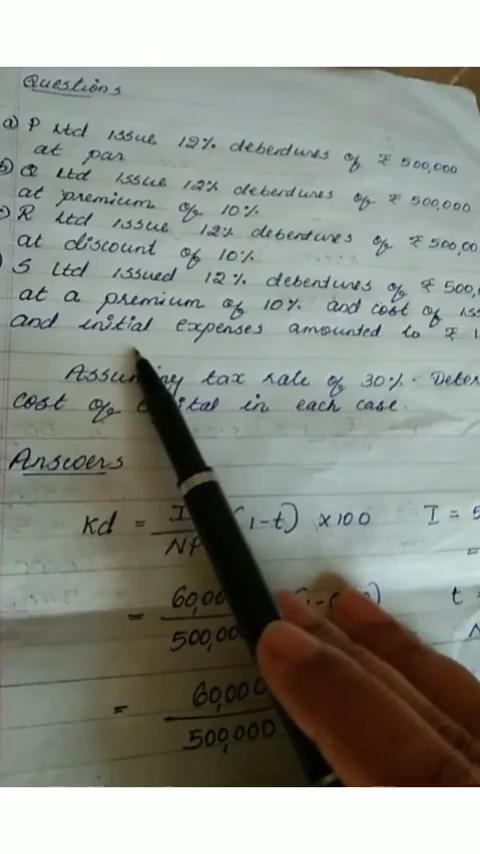 Questions
a) P Ltd issue 12% debentures of ₹ 500,000
at par
b) Q Ltd issue 12% debentures of ₹ 500,000
at premium of 10%
) R Ltd issue 12% debentures of ₹ 500,00
at discount of 10%
) S Ltd issued 12% debentures of ₹ 500,
at a premium of 10% and cost of
and initial expenses amounted to ₹ 1
Assuming tax rate of 30%.
cost of in each case.
Answers
Kd = I (1-t) × 100 I = 5
NP =
= 60,00 t =
500,00
= 60,000
500,000